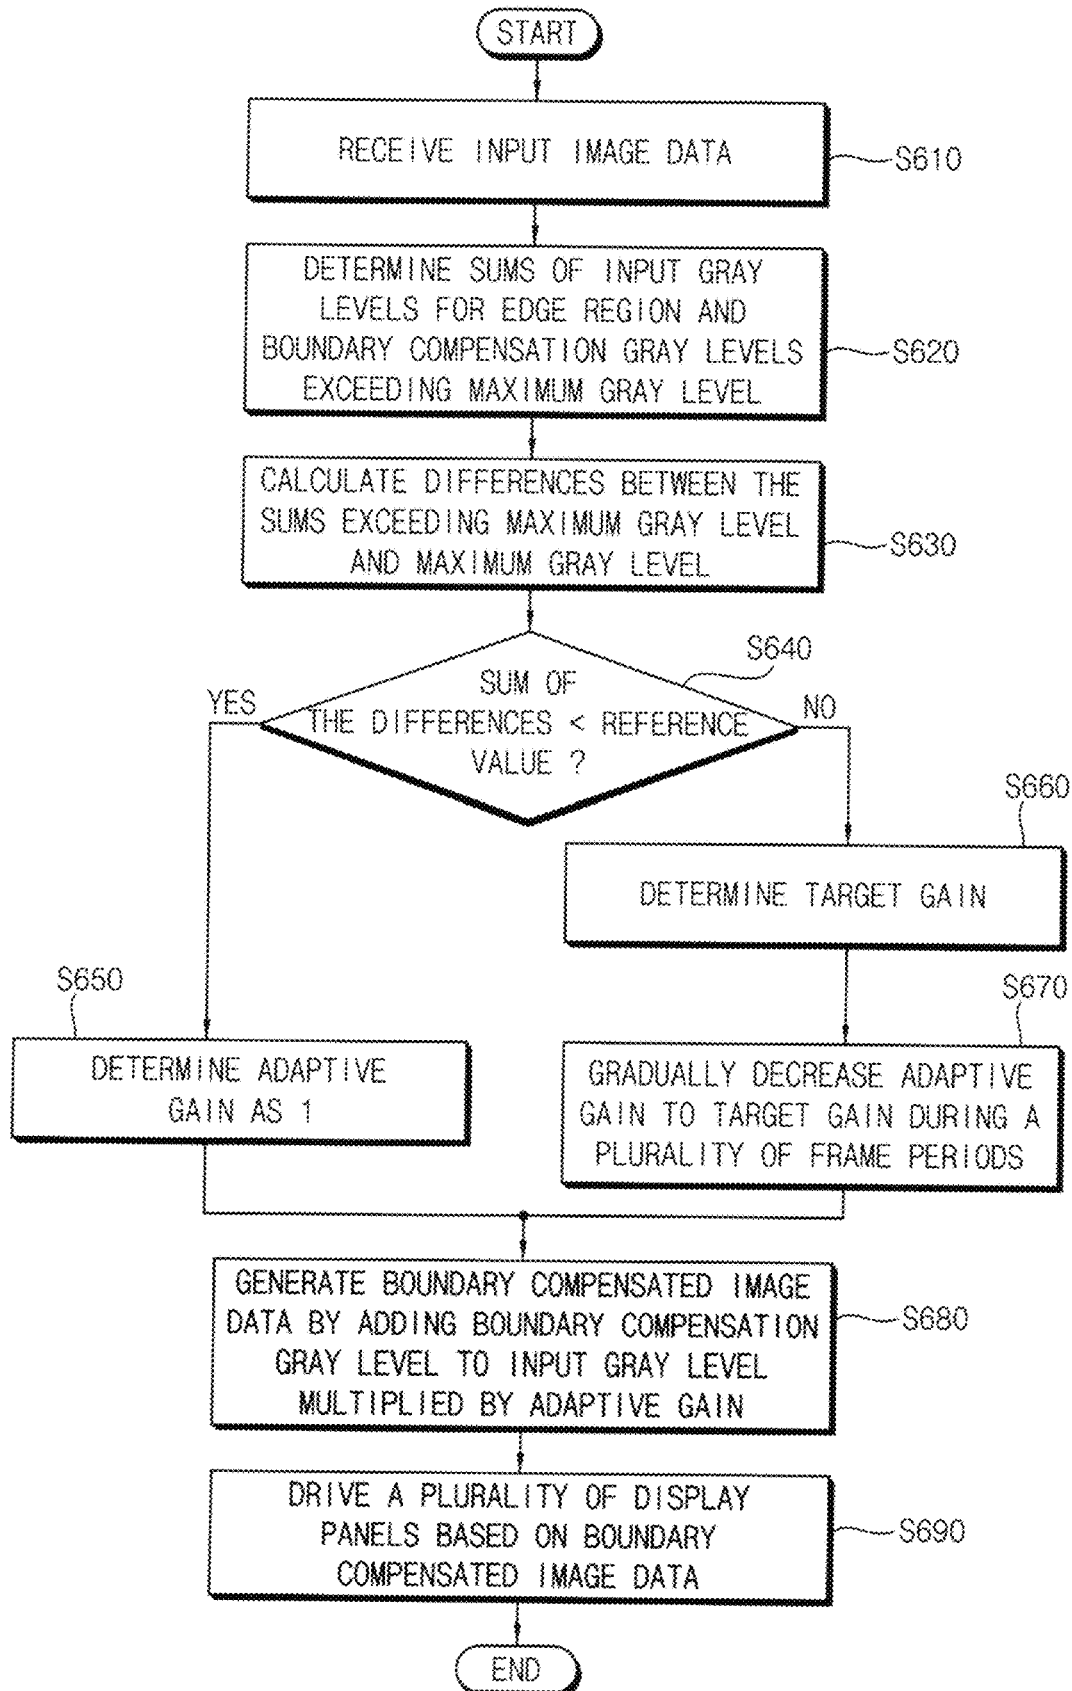 START
RECEIVE INPUT IMAGE DATA
S610
DETERMINE SUMS OF INPUT GRAY
LEVELS FOR EDGE REGION AND
BOUNDARY COMPENSATION GRAY LEVELS
EXCEEDING MAXIMUM GRAY LEVEL
S620
CALCULATE DIFFERENCES BETWEEN THE
SUMS EXCEEDING MAXIMUM GRAY LEVEL
AND MAXIMUM GRAY LEVEL
S630
S640
SUM OF
THE DIFFERENCES < REFERENCE
VALUE ?
YES
NO
S660
DETERMINE TARGET GAIN
S650
DETERMINE ADAPTIVE
GAIN AS 1
S670
GRADUALLY DECREASE ADAPTIVE
GAIN TO TARGET GAIN DURING A
PLURALITY OF FRAME PERIODS
GENERATE BOUNDARY COMPENSATED IMAGE
DATA BY ADDING BOUNDARY COMPENSATION
GRAY LEVEL TO INPUT GRAY LEVEL
MULTIPLIED BY ADAPTIVE GAIN
S680
DRIVE A PLURALITY OF DISPLAY
PANELS BASED ON BOUNDARY
COMPENSATED IMAGE DATA
S690
END